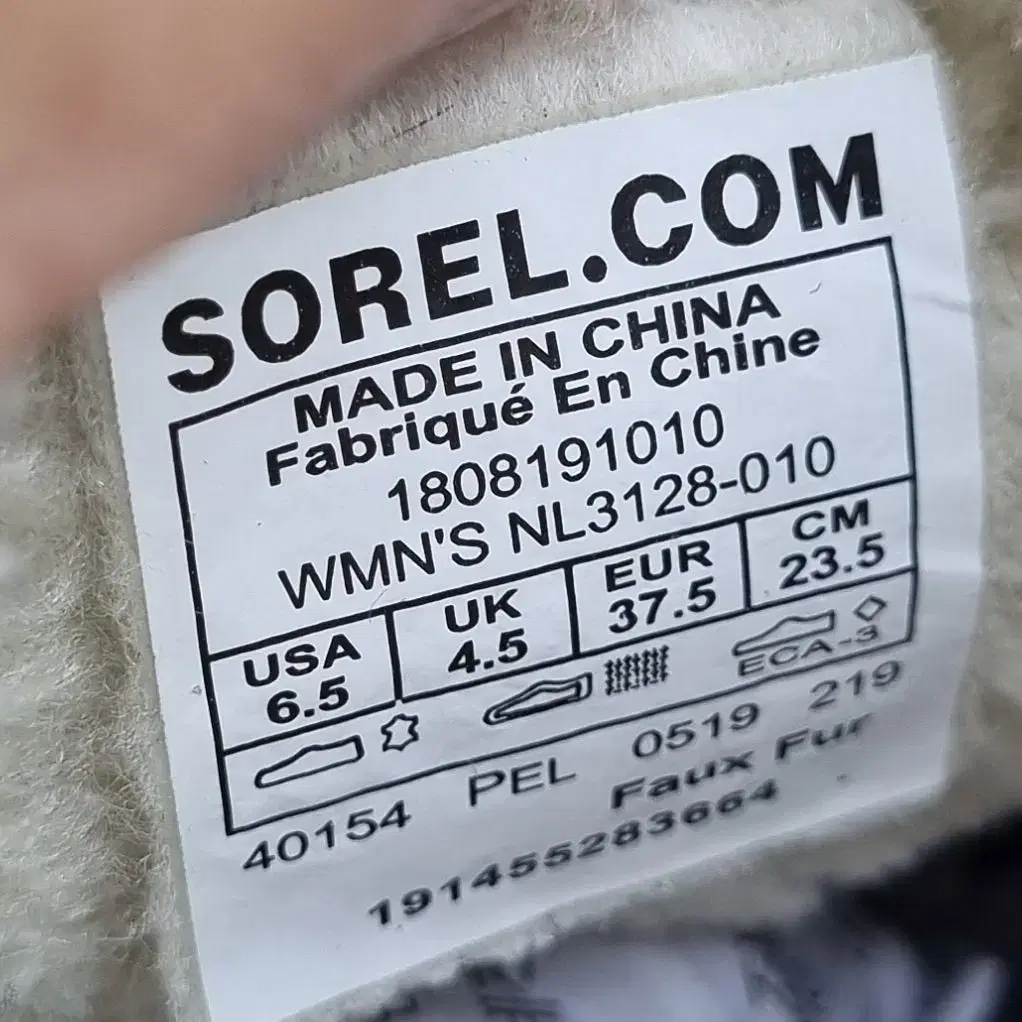 SOREL.COM
MADE IN CHINA
Fabriqué En Chine
1808191010
WMN'S NL3128-010
USA UK EUR CM
6.5 4.5 37.5 23.5
ECA-3
40154 PEL 0519 219
Faux Fur
191455283664